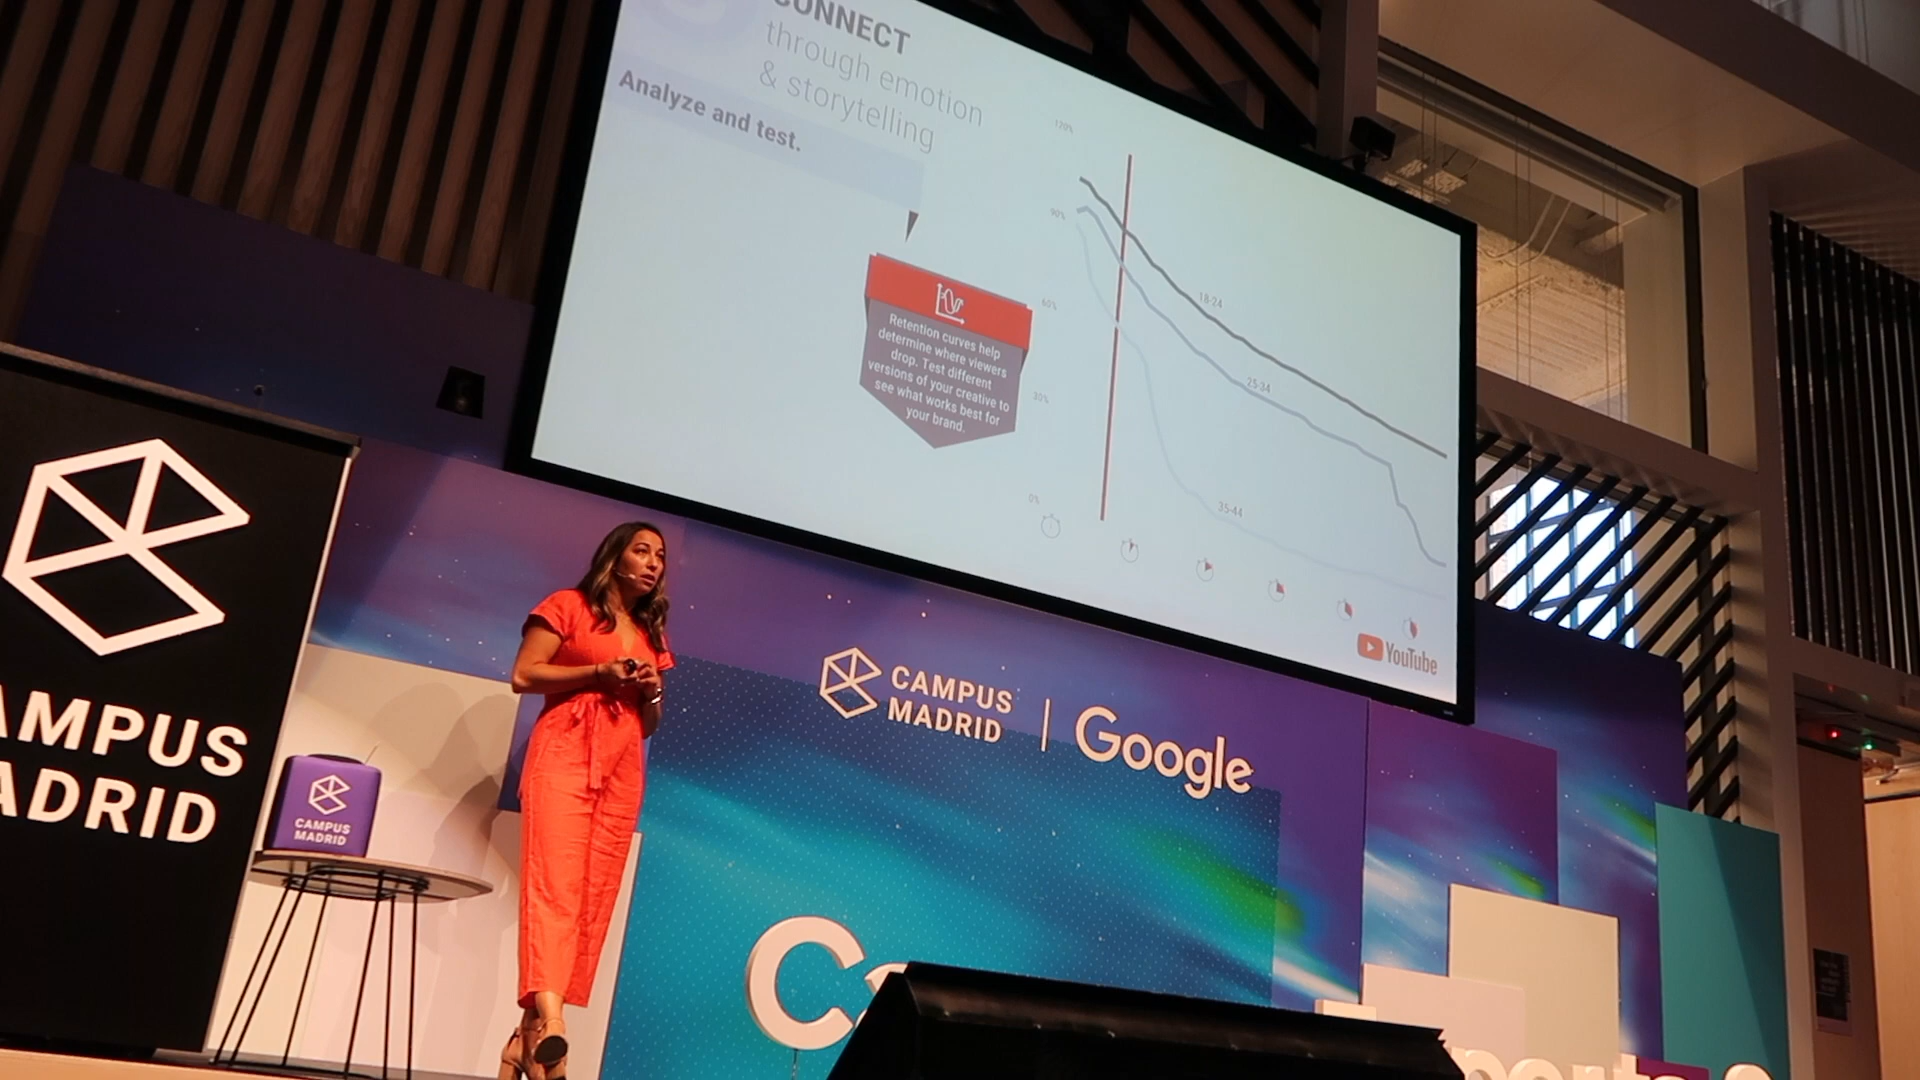 CONNECT
through emotion
& storytelling
Analyze and test.
Retention curves help
determine where viewers
drop. Test different
versions of your creative to
see what works best for
your brand.
120%
90%
60%
30%
0%
18-24
25-34
35-44
YouTube
CAMPUS
MADRID
Google
AMPUS
ADRID
CAMPUS
MADRID